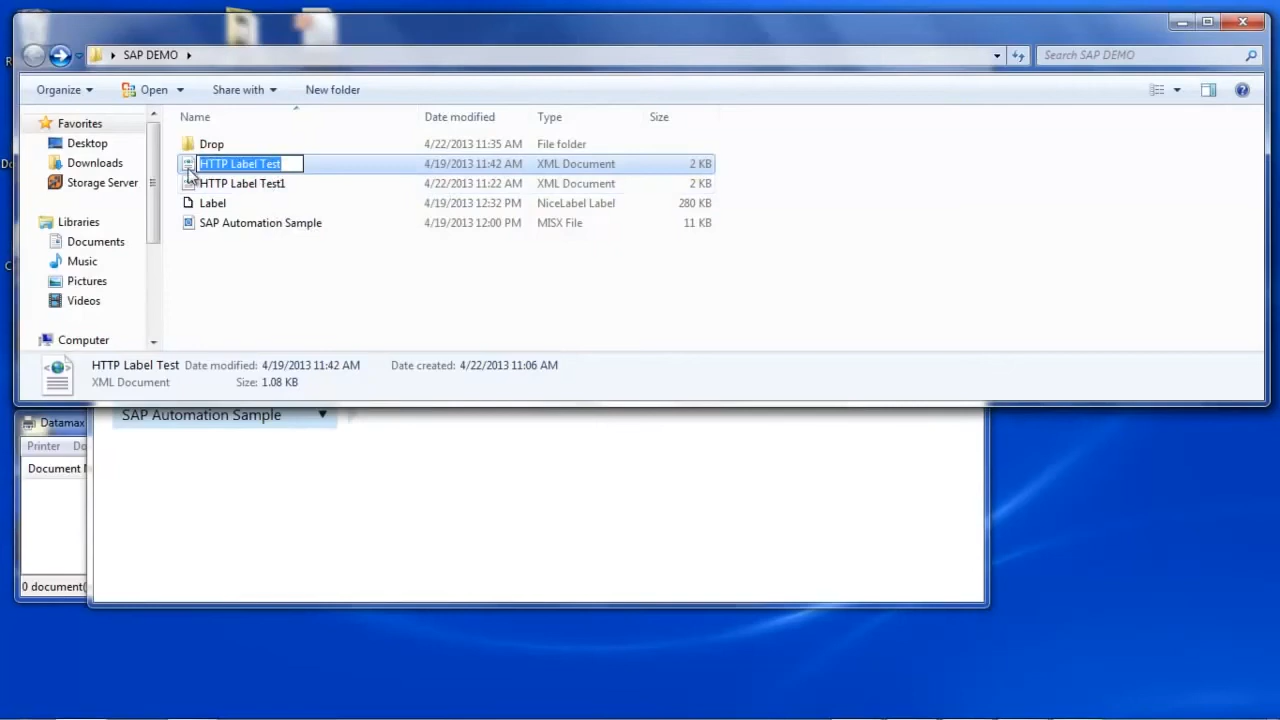 SAP DEMO
Search SAP DEMO
Organize Open Share with New folder
Name Date modified Type Size
Favorites
Desktop
Downloads
Storage Server
Libraries
Documents
Music
Pictures
Videos
Computer
Drop 4/22/2013 11:35 AM File folder
HTTP Label Test 4/19/2013 11:42 AM XML Document 2 KB
HTTP Label Test1 4/22/2013 11:22 AM XML Document 2 KB
Label 4/19/2013 12:32 PM NiceLabel Label 280 KB
SAP Automation Sample 4/19/2013 12:00 PM MISX File 11 KB
HTTP Label Test Date modified: 4/19/2013 11:42 AM Date created: 4/22/2013 11:06 AM
XML Document Size: 1.08 KB
SAP Automation Sample
Datamax
Printer Do
Document
0 document(